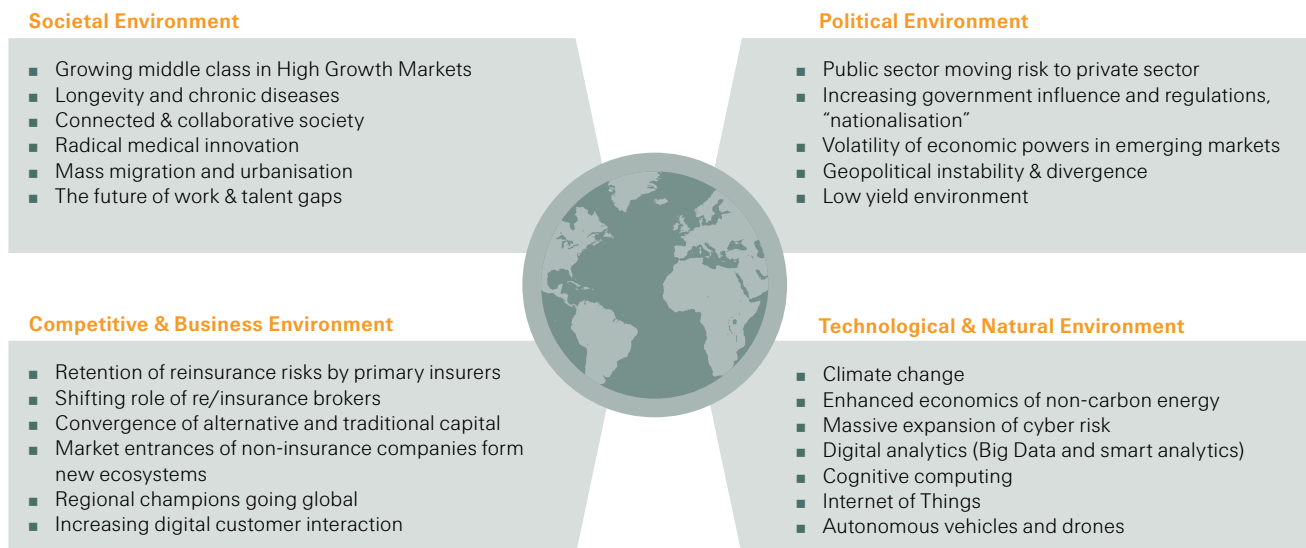 Societal Environment
■ Growing middle class in High Growth Markets
■ Longevity and chronic diseases
■ Connected & collaborative society
■ Radical medical innovation
■ Mass migration and urbanisation
■ The future of work & talent gaps
Political Environment
■ Public sector moving risk to private sector
■ Increasing government influence and regulations,
“nationalisation”
■ Volatility of economic powers in emerging markets
■ Geopolitical instability & divergence
■ Low yield environment
Competitive & Business Environment
■ Retention of reinsurance risks by primary insurers
■ Shifting role of re/insurance brokers
■ Convergence of alternative and traditional capital
■ Market entrances of non-insurance companies form
new ecosystems
■ Regional champions going global
■ Increasing digital customer interaction
Technological & Natural Environment
■ Climate change
■ Enhanced economics of non-carbon energy
■ Massive expansion of cyber risk
■ Digital analytics (Big Data and smart analytics)
■ Cognitive computing
■ Internet of Things
■ Autonomous vehicles and drones